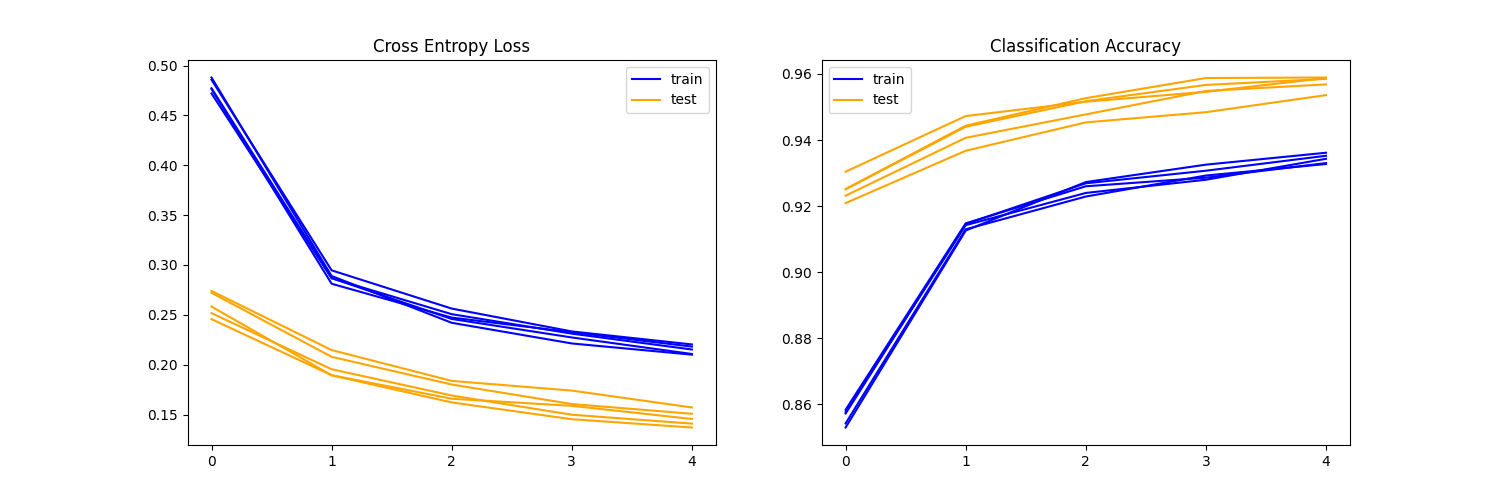 Cross Entropy Loss
0.50
0.45
0.40
0.35
0.30
0.25
0.20
0.15
0 1 2 3 4
train
test
Classification Accuracy
0.96
0.94
0.92
0.90
0.88
0.86
0 1 2 3 4
train
test